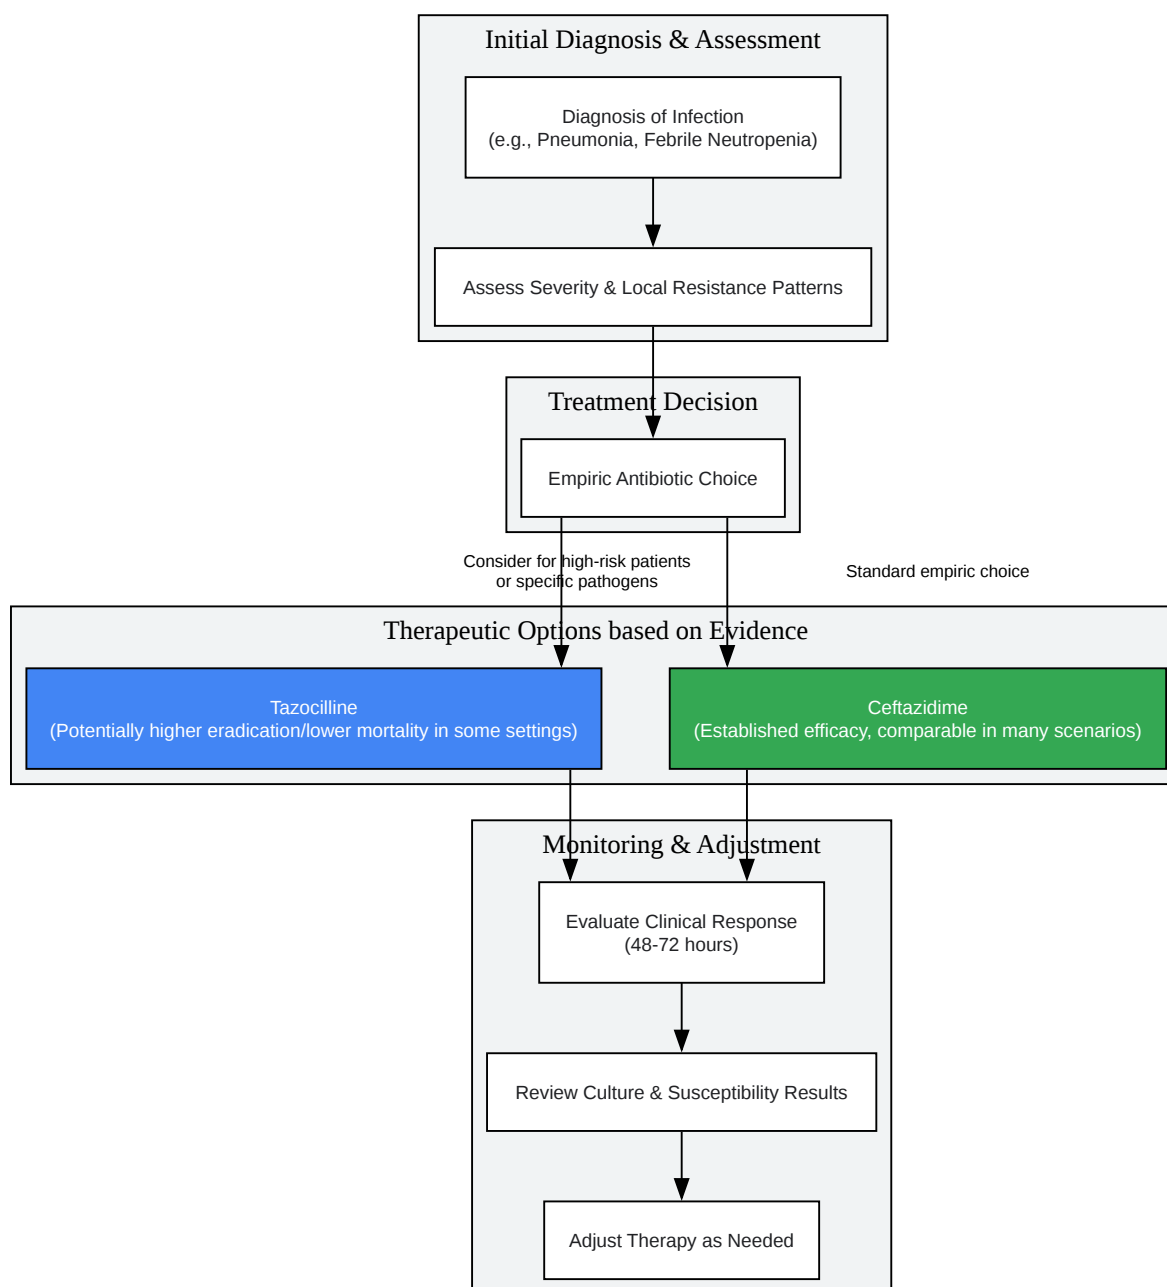 Initial Diagnosis & Assessment
Diagnosis of Infection
(e.g., Pneumonia, Febrile Neutropenia)
Assess Severity & Local Resistance Patterns
Treatment Decision
Empiric Antibiotic Choice
Consider for high-risk patients
or specific pathogens
Standard empiric choice
Therapeutic Options based on Evidence
Tazocilline
(Potentially higher eradication/lower mortality in some settings)
Ceftazidime
(Established efficacy, comparable in many scenarios)
Monitoring & Adjustment
Evaluate Clinical Response
(48-72 hours)
Review Culture & Susceptibility Results
Adjust Therapy as Needed